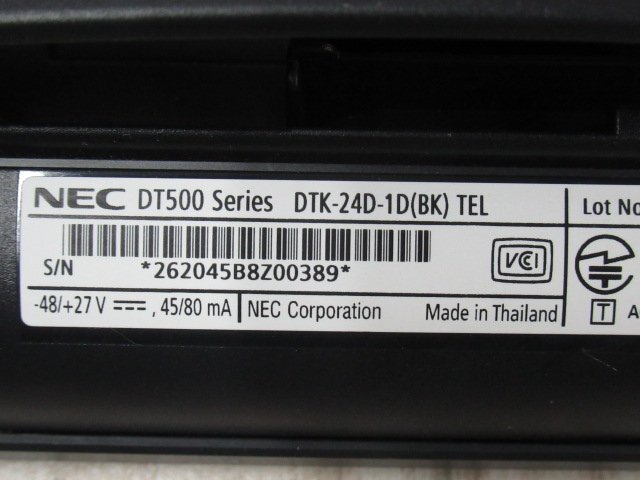 NEC DT500 Series DTK-24D-1D(BK) TEL
Lot No
S/N *262045B8Z00389*
VCI
-48/+27 V ⎓, 45/80 mA
NEC Corporation
Made in Thailand
T A